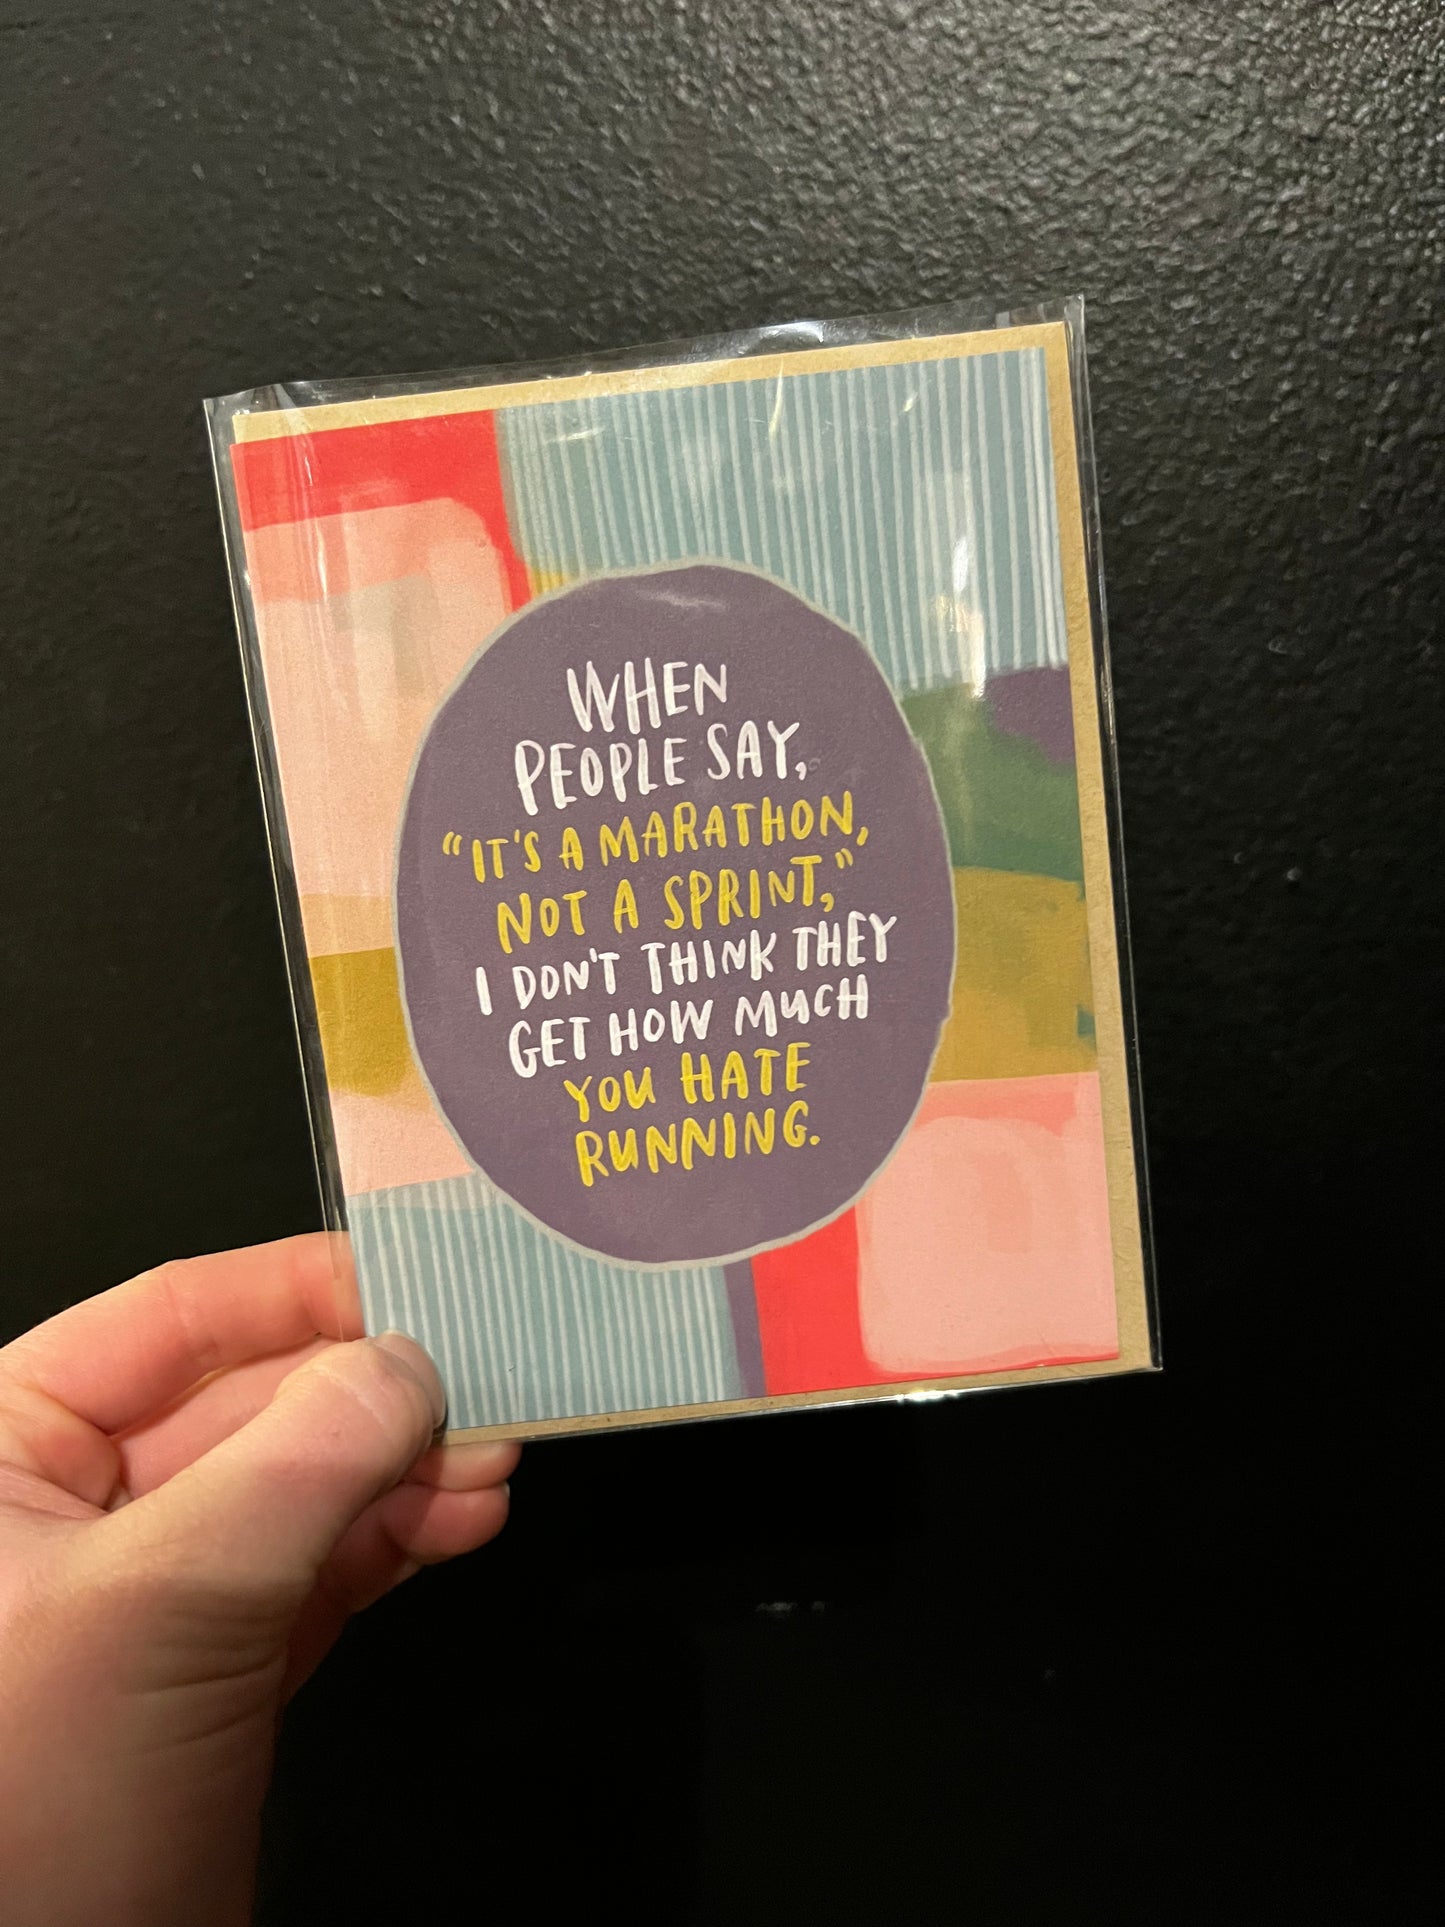 WHEN
PEOPLE SAY,
"IT'S A MARATHON,
NOT A SPRINT,"
I DON'T THINK THEY
GET HOW MUCH
YOU HATE
RUNNING.